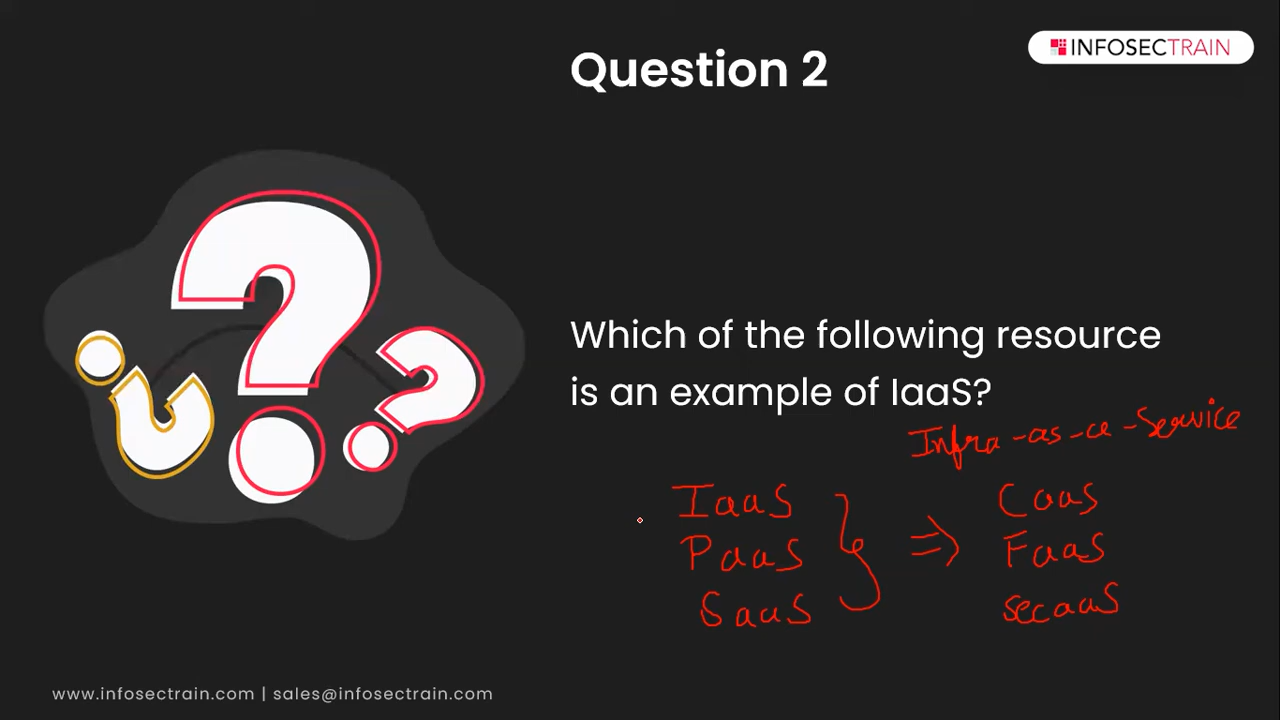 INFOSECTRAIN
Question 2
Which of the following resource
is an example of IaaS?
Infra-as-a-Service
IaaS
PaaS
SaaS
CaaS
FaaS
SecaaS
www.infosectrain.com | sales@infosectrain.com